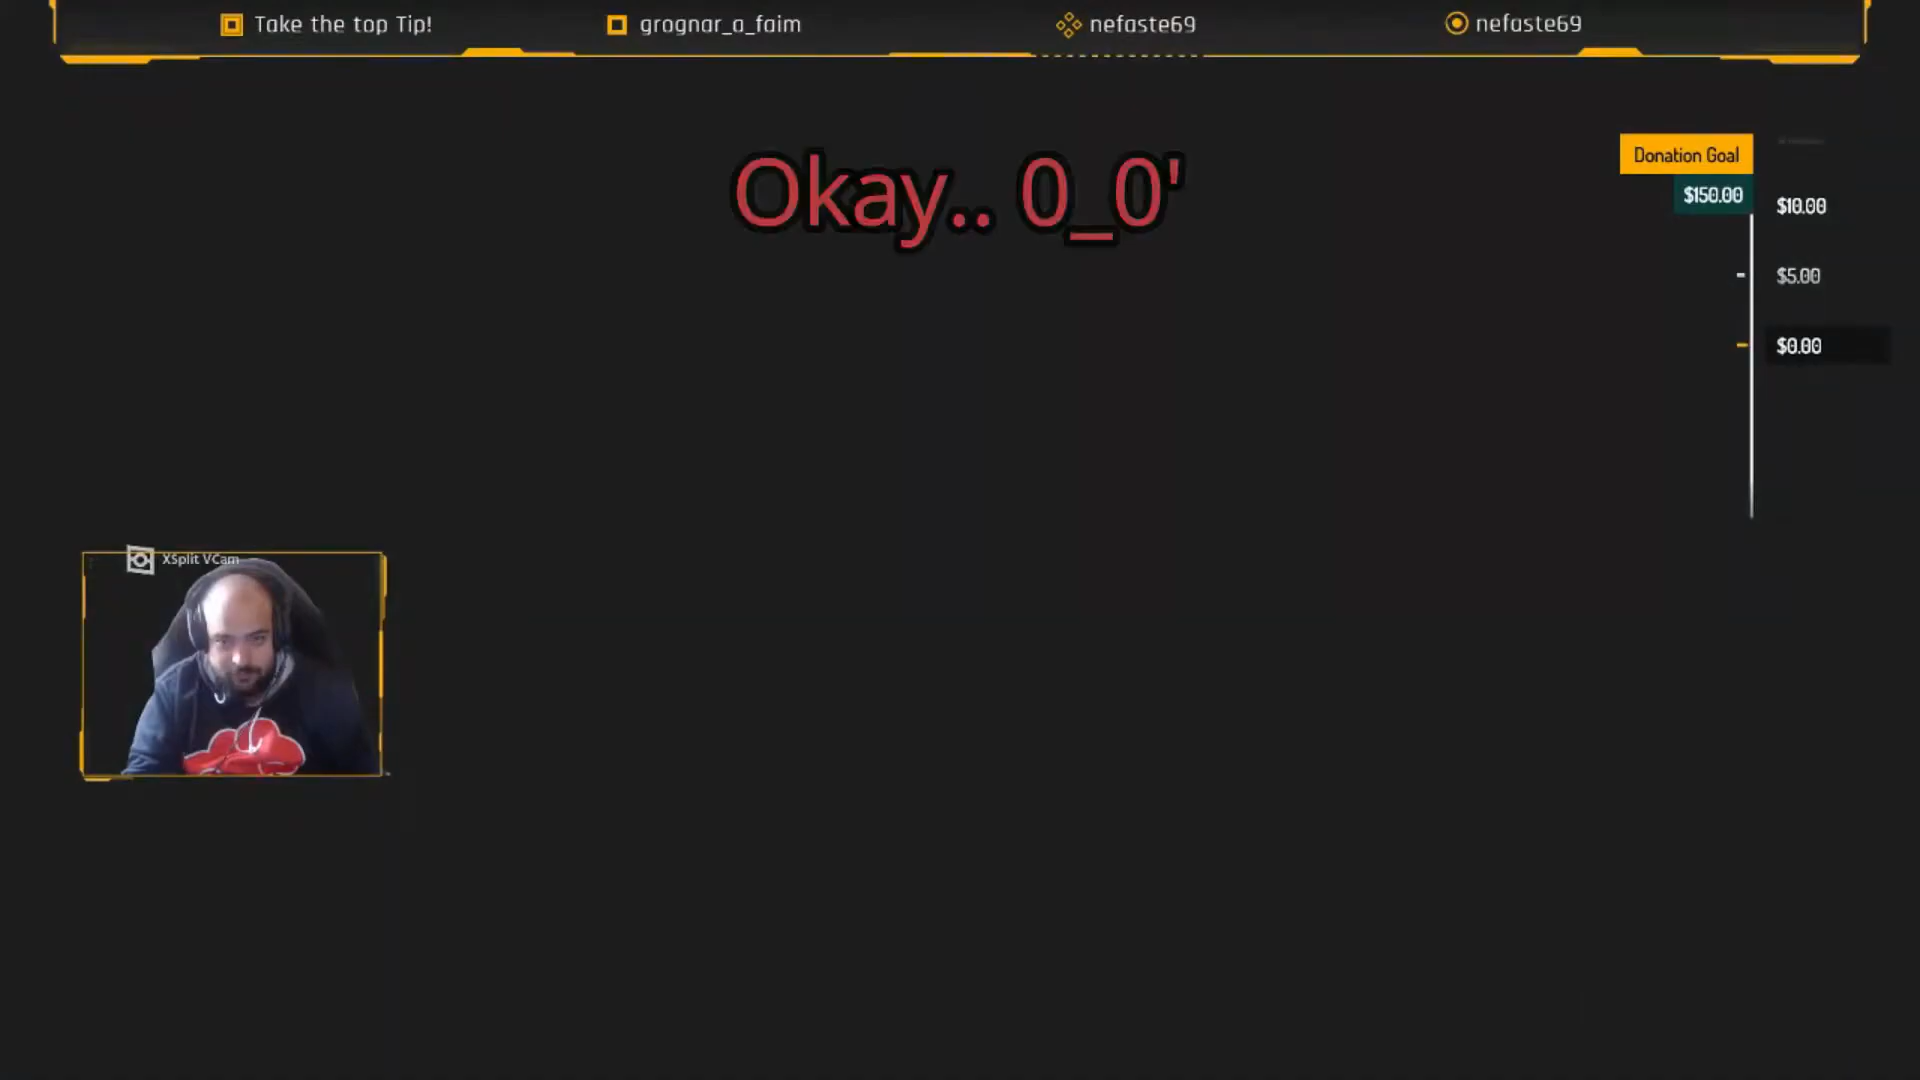 Take the top Tip!
grognar_a_faim
nefaste69
nefaste69
Okay.. 0_0'
Donation Goal
$150.00
$10.00
$5.00
$0.00
XSplit VCam